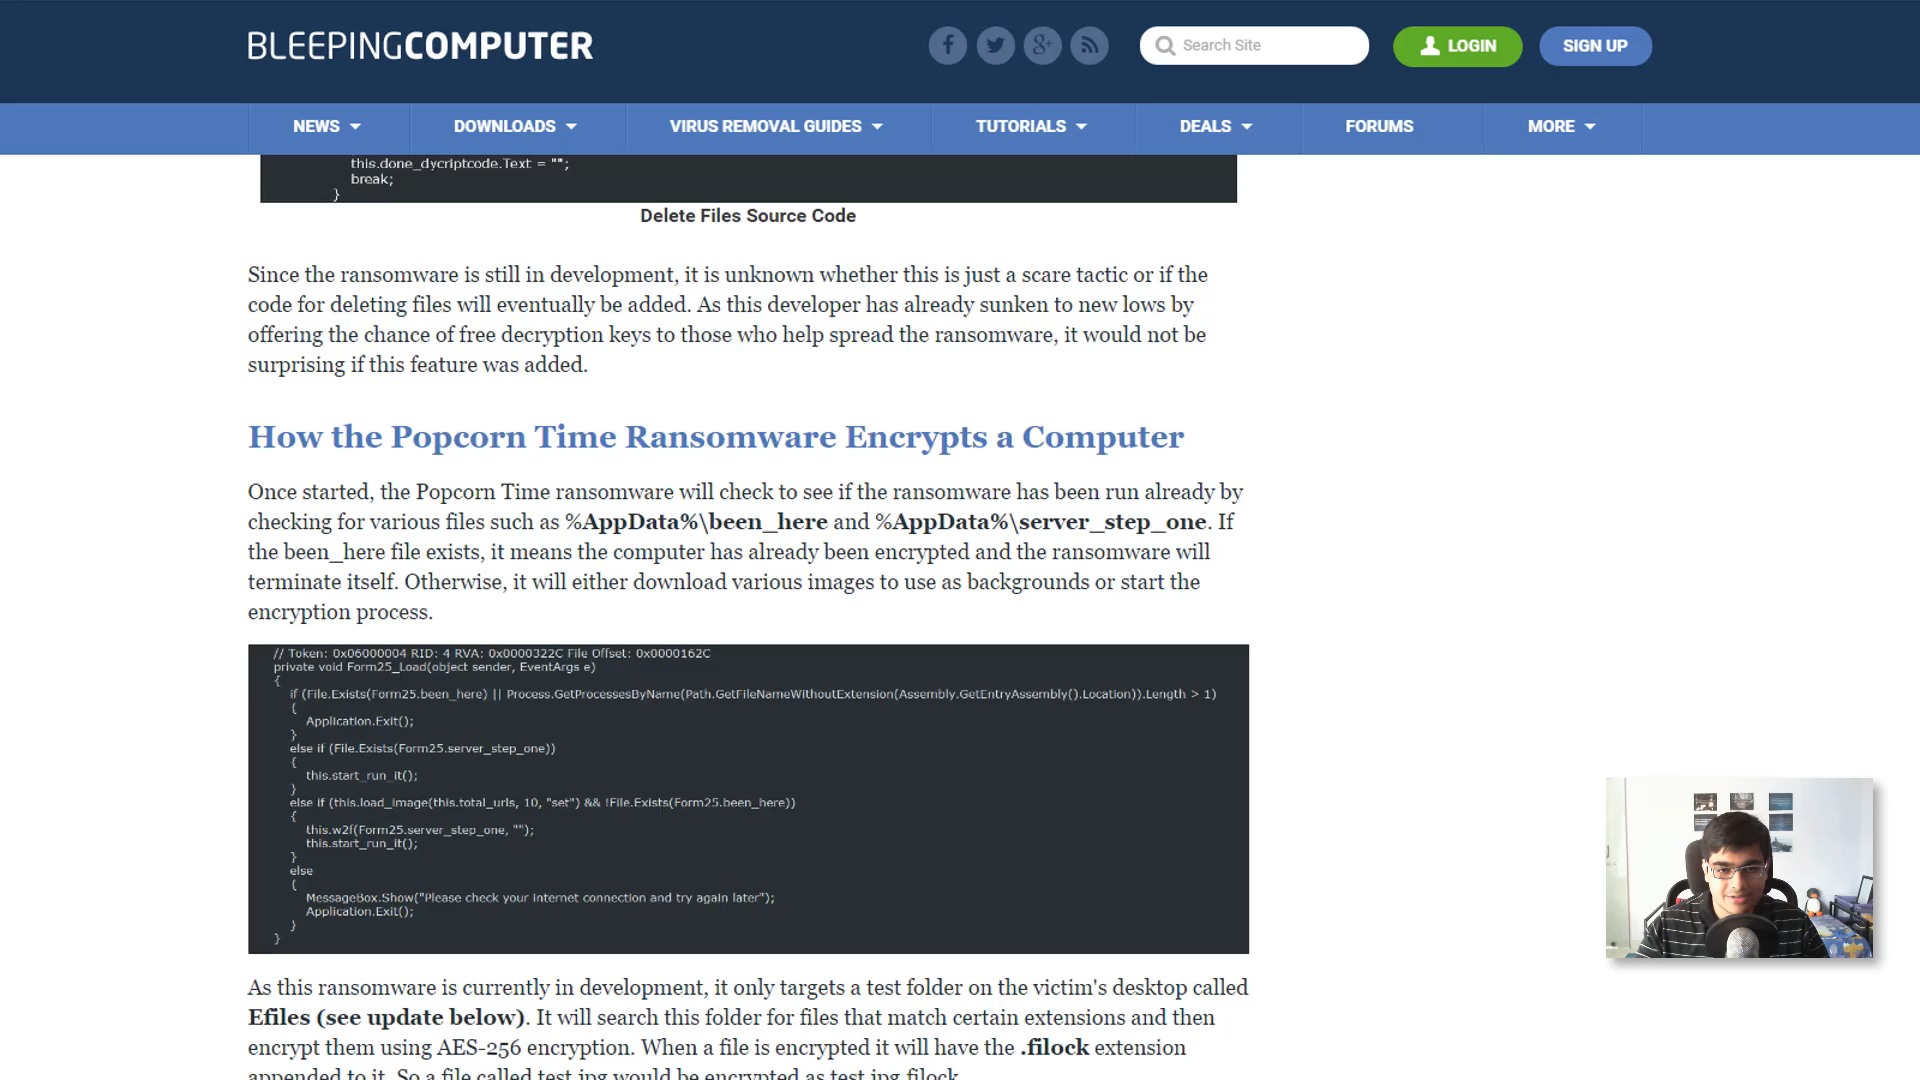 BLEEPINGCOMPUTER
Search Site
LOGIN
SIGN UP
NEWS
DOWNLOADS
VIRUS REMOVAL GUIDES
TUTORIALS
DEALS
FORUMS
MORE
this.done_dycriptcode.Text = "";
break;
}
Delete Files Source Code
Since the ransomware is still in development, it is unknown whether this is just a scare tactic or if the
code for deleting files will eventually be added. As this developer has already sunken to new lows by
offering the chance of free decryption keys to those who help spread the ransomware, it would not be
surprising if this feature was added.
How the Popcorn Time Ransomware Encrypts a Computer
Once started, the Popcorn Time ransomware will check to see if the ransomware has been run already by
checking for various files such as %AppData%\been_here and %AppData%\server_step_one. If
the been_here file exists, it means the computer has already been encrypted and the ransomware will
terminate itself. Otherwise, it will either download various images to use as backgrounds or start the
encryption process.
// Token: 0x06000004 RID: 4 RVA: 0x0000322C File Offset: 0x0000162C
private void Form25_Load(object sender, EventArgs e)
{
if (File.Exists(Form25.been_here) || Process.GetProcessesByName(Path.GetFileNameWithoutExtension(Assembly.GetEntryAssembly().Location)).Length > 1)
{
Application.Exit();
}
else if (File.Exists(Form25.server_step_one))
{
this.start_run_it();
}
else if (this.load_image(this.total_urls, 10, "set") && !File.Exists(Form25.been_here))
{
this.w2f(Form25.server_step_one, "");
this.start_run_it();
}
else
{
MessageBox.Show("Please check your internet connection and try again later");
Application.Exit();
}
}
As this ransomware is currently in development, it only targets a test folder on the victim's desktop called
Efiles (see update below). It will search this folder for files that match certain extensions and then
encrypt them using AES-256 encryption. When a file is encrypted it will have the .filock extension
appended to it. So a file called test.jpg would be encrypted as test.jpg.filock.